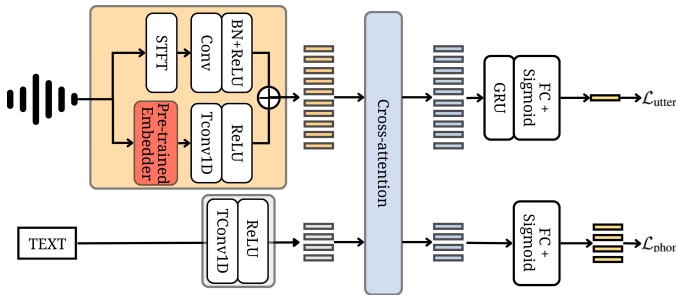 STFT
Conv
BN+ReLU
Pre-trained
Embedder
Tconv1D
ReLU
Cross-attention
GRU
FC +
Sigmoid
ℒutter
TEXT
TConv1D
ReLU
FC +
Sigmoid
ℒphon